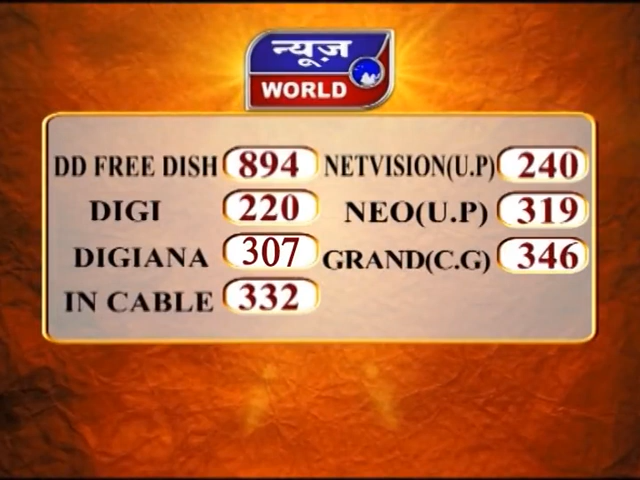 न्यूज़
WORLD
DD FREE DISH 894 NETVISION(U.P) 240
DIGI 220 NEO(U.P) 319
DIGIANA 307 GRAND(C.G) 346
IN CABLE 332